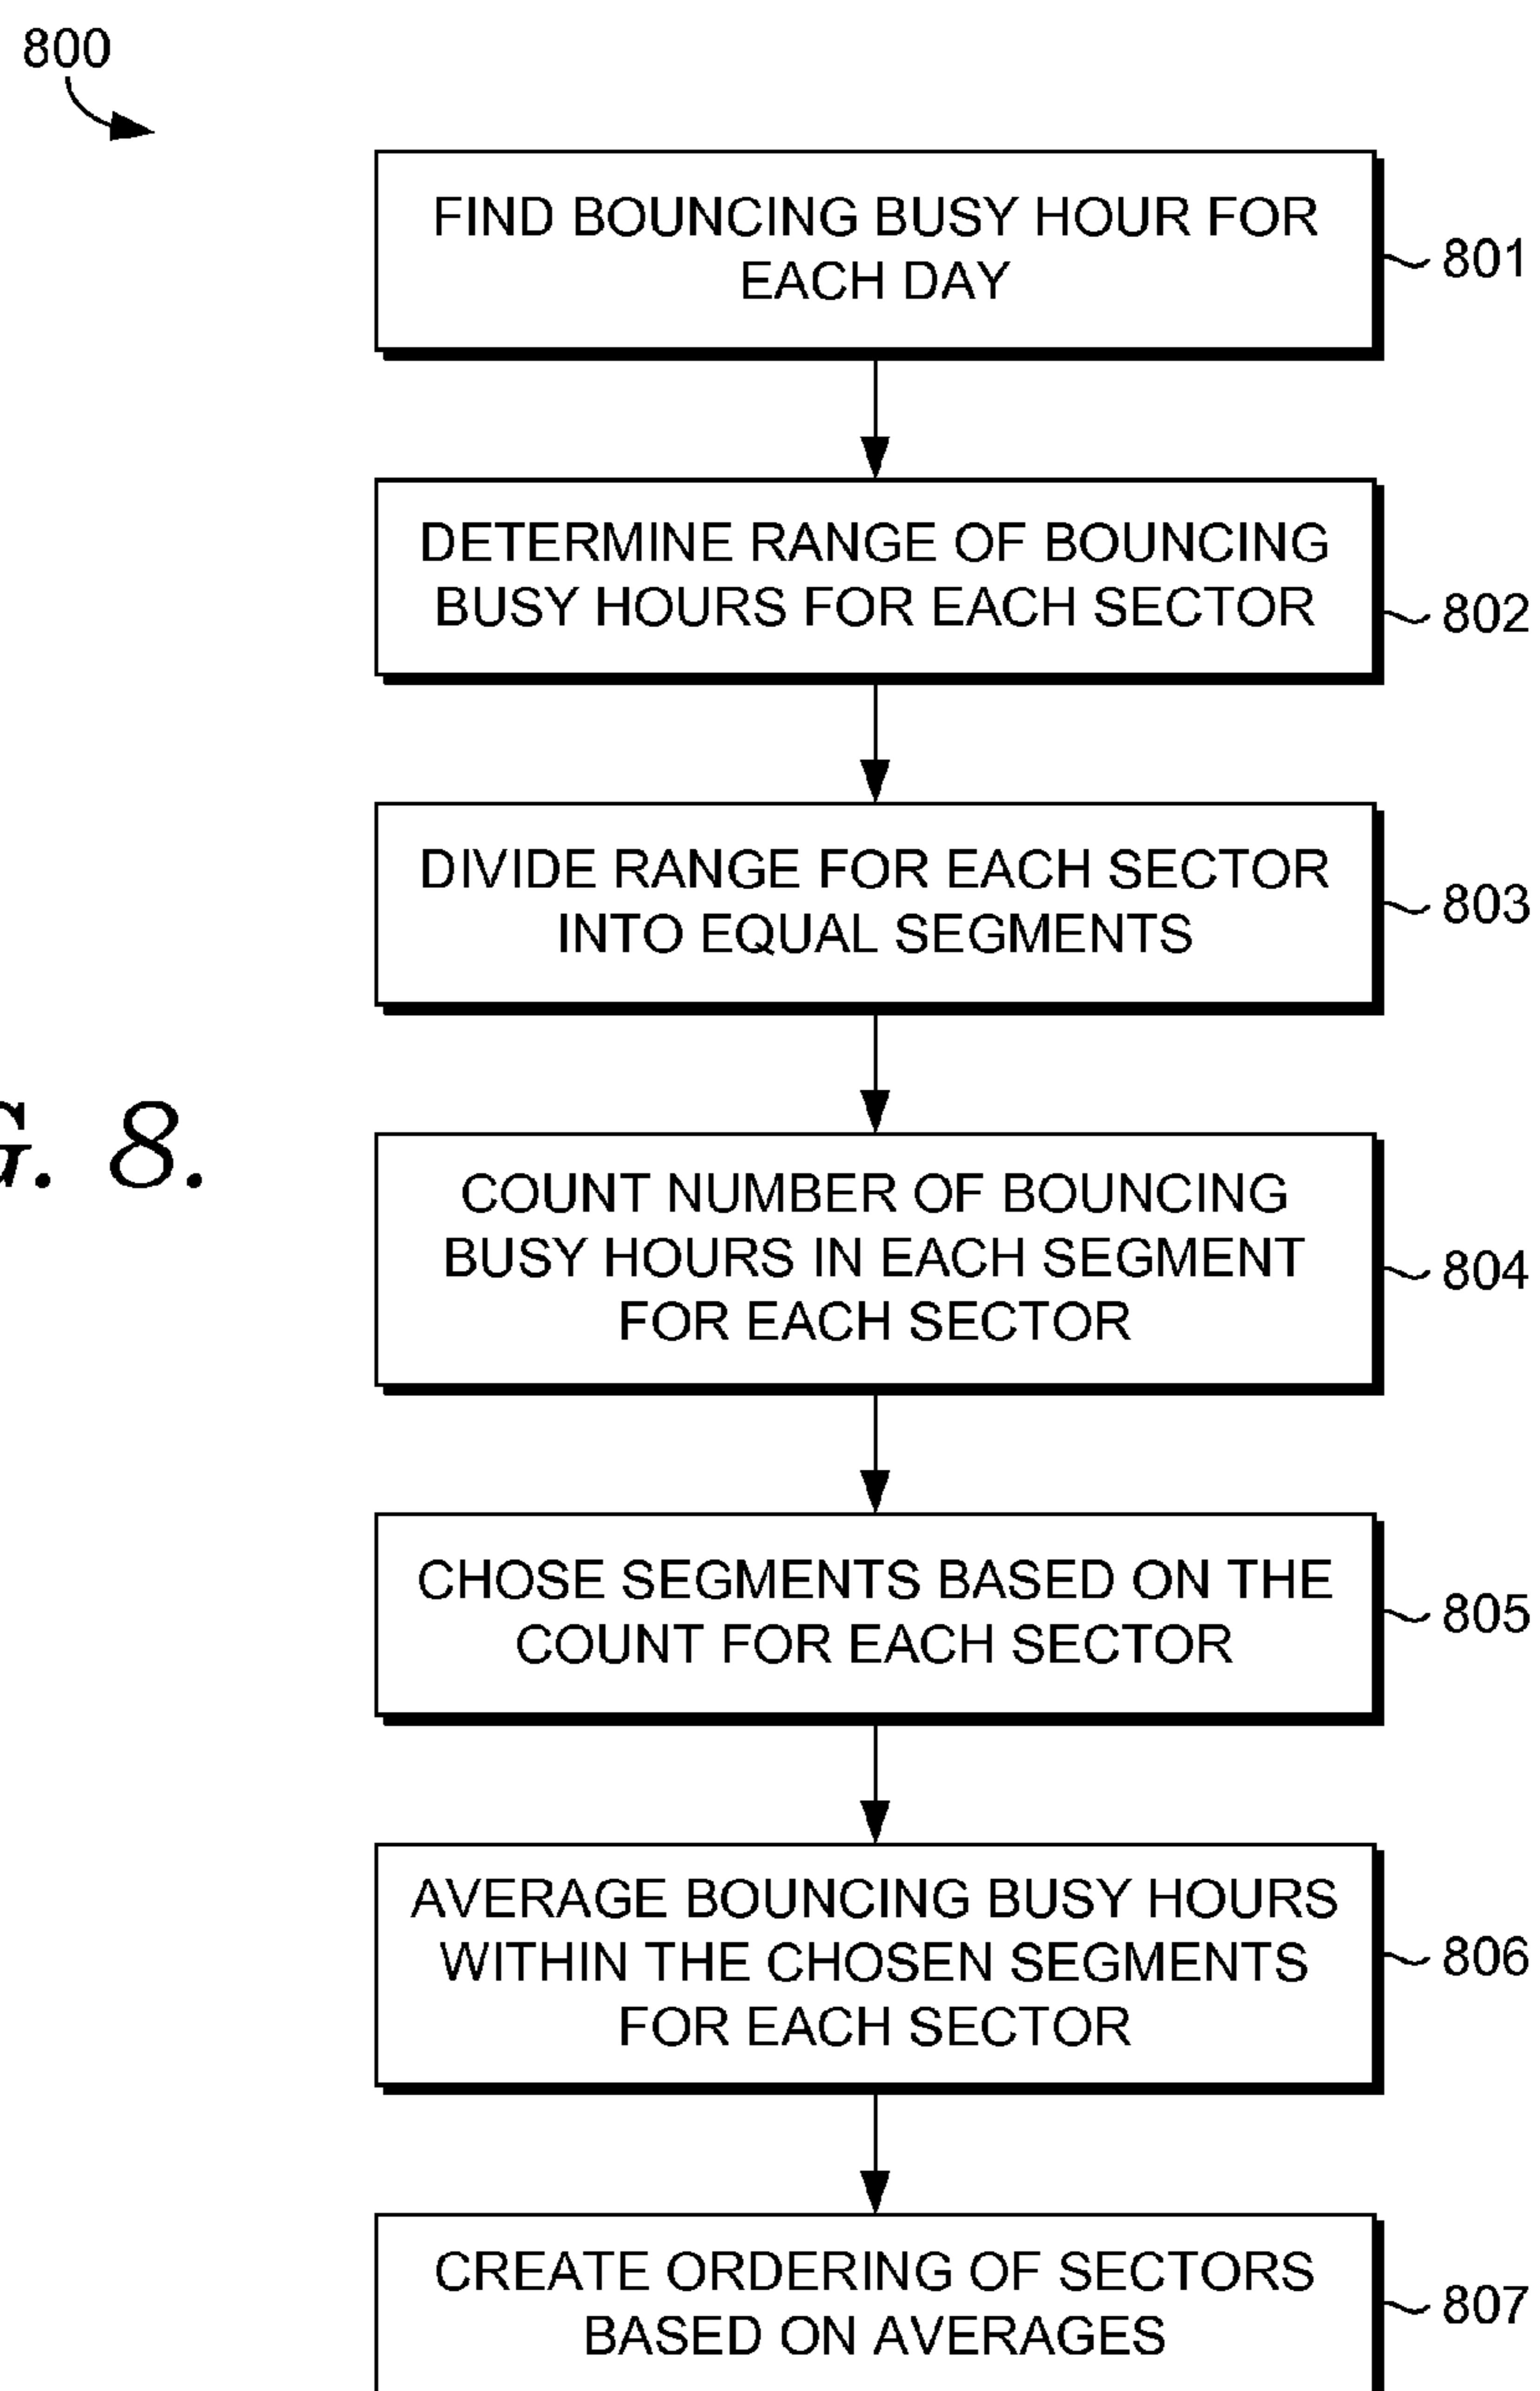 800
FIND BOUNCING BUSY HOUR FOR
EACH DAY
801
DETERMINE RANGE OF BOUNCING
BUSY HOURS FOR EACH SECTOR
802
DIVIDE RANGE FOR EACH SECTOR
INTO EQUAL SEGMENTS
803
G. 8.
COUNT NUMBER OF BOUNCING
BUSY HOURS IN EACH SEGMENT
FOR EACH SECTOR
804
CHOSE SEGMENTS BASED ON THE
COUNT FOR EACH SECTOR
805
AVERAGE BOUNCING BUSY HOURS
WITHIN THE CHOSEN SEGMENTS
FOR EACH SECTOR
806
CREATE ORDERING OF SECTORS
BASED ON AVERAGES
807